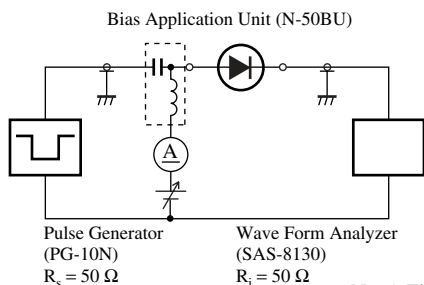 Bias Application Unit (N-50BU)
A
Pulse Generator
(PG-10N)
Rs = 50 Ω
Wave Form Analyzer
(SAS-8130)
Ri = 50 Ω